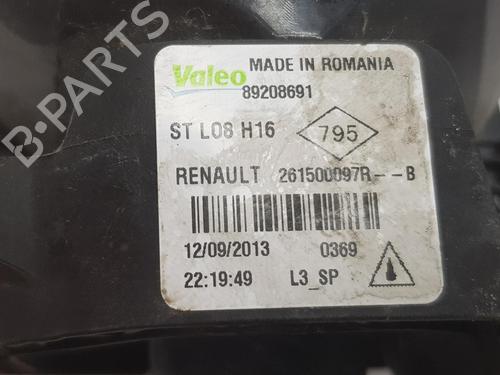 Valeo MADE IN ROMANIA
89208691
ST L08 H16 795
RENAULT 261500097R--B
12/09/2013 0369
22:19:49 L3_SP
B-PARTS